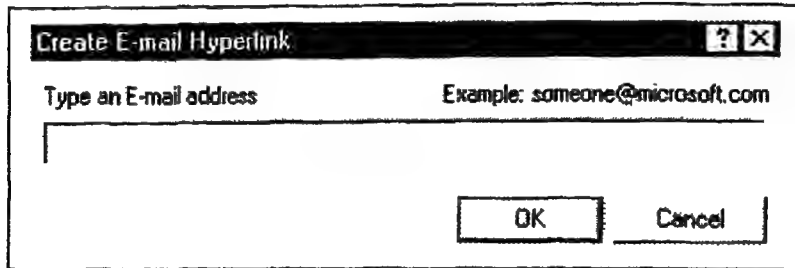 Create E-mail Hyperlink ? ×
Type an E-mail address Example: someone@microsoft.com
OK Cancel